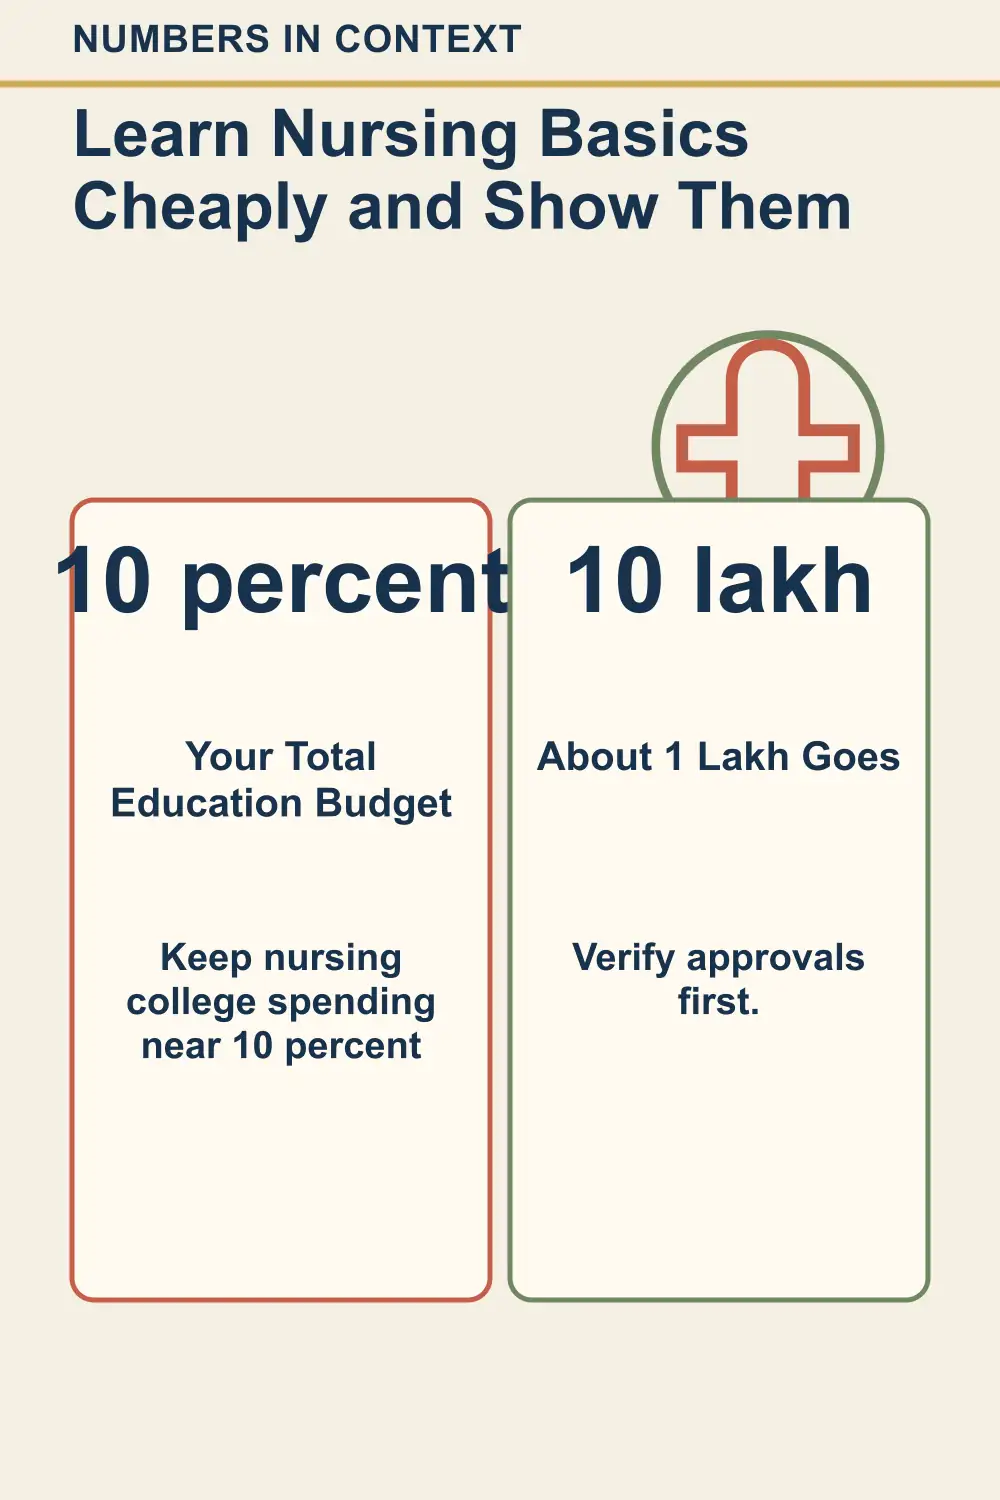 NUMBERS IN CONTEXT
Learn Nursing Basics
Cheaply and Show Them
10 percent
Your Total
Education Budget
Keep nursing
college spending
near 10 percent
10 lakh
About 1 Lakh Goes
Verify approvals
first.